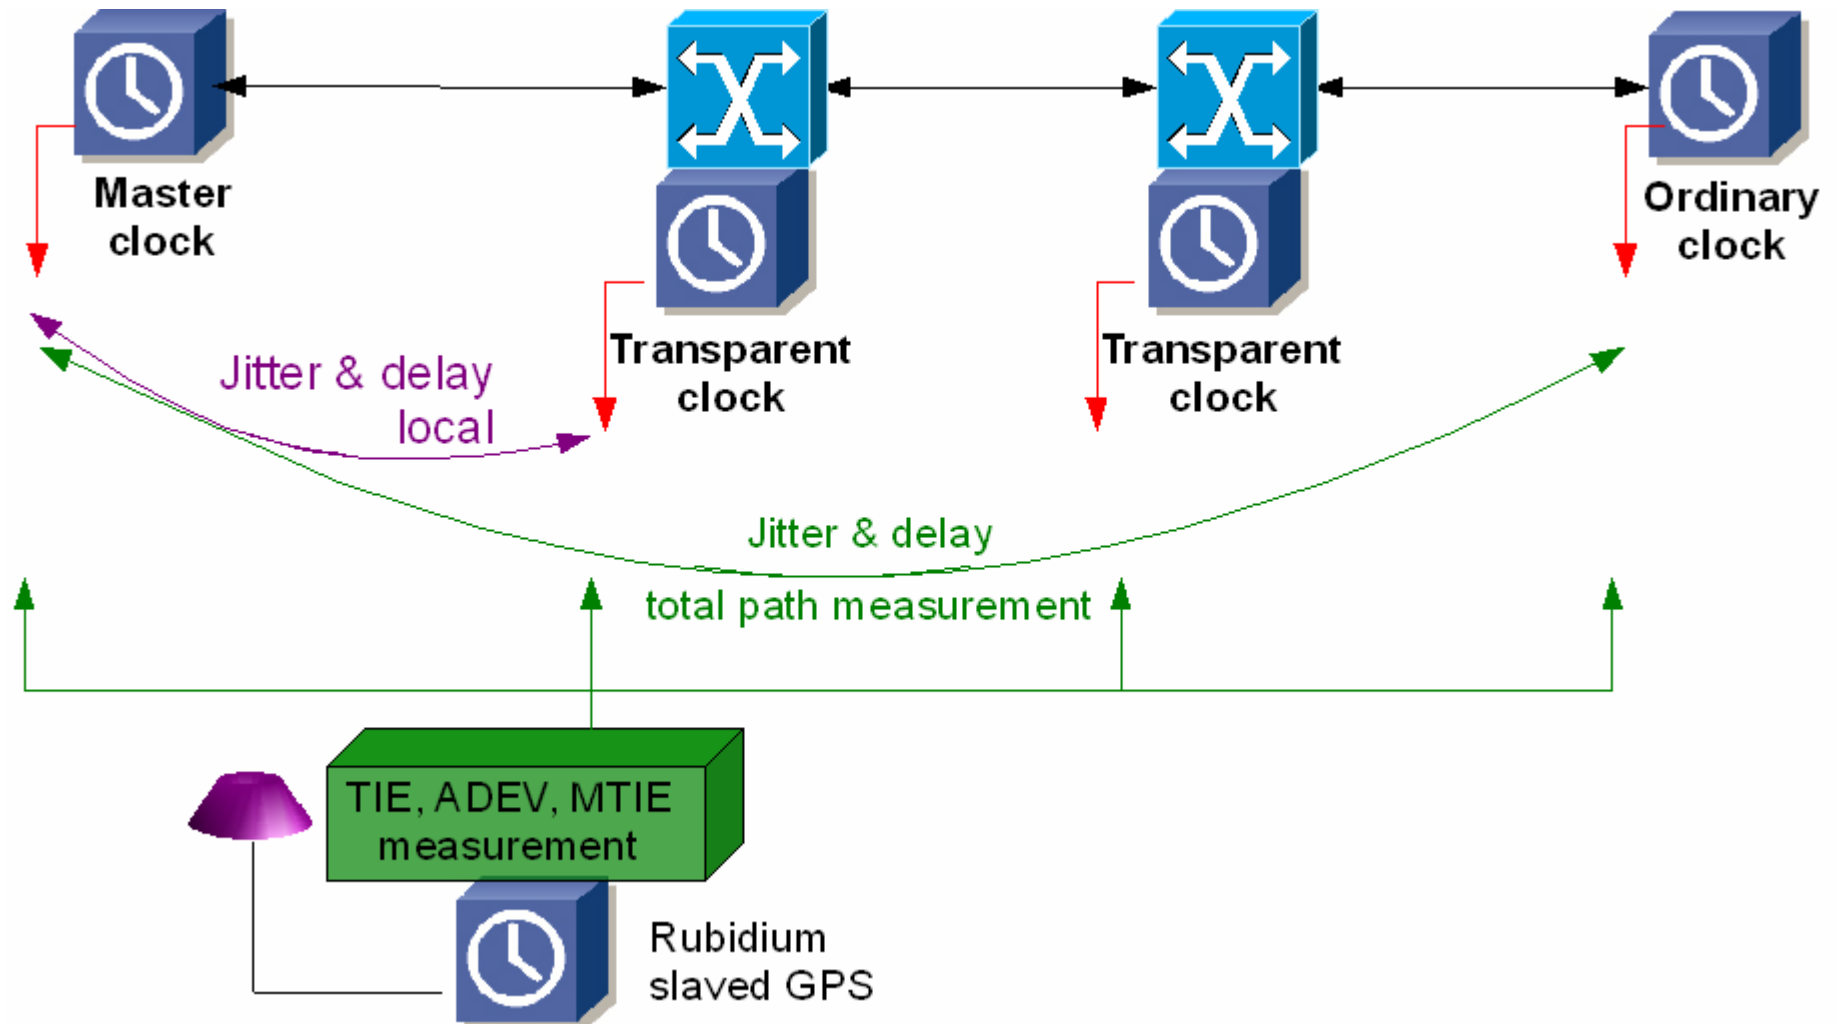 Master
clock
Transparent
clock
Transparent
clock
Ordinary
clock
Jitter & delay
local
Jitter & delay
total path measurement
TIE, ADEV, MTIE
measurement
Rubidium
slaved GPS